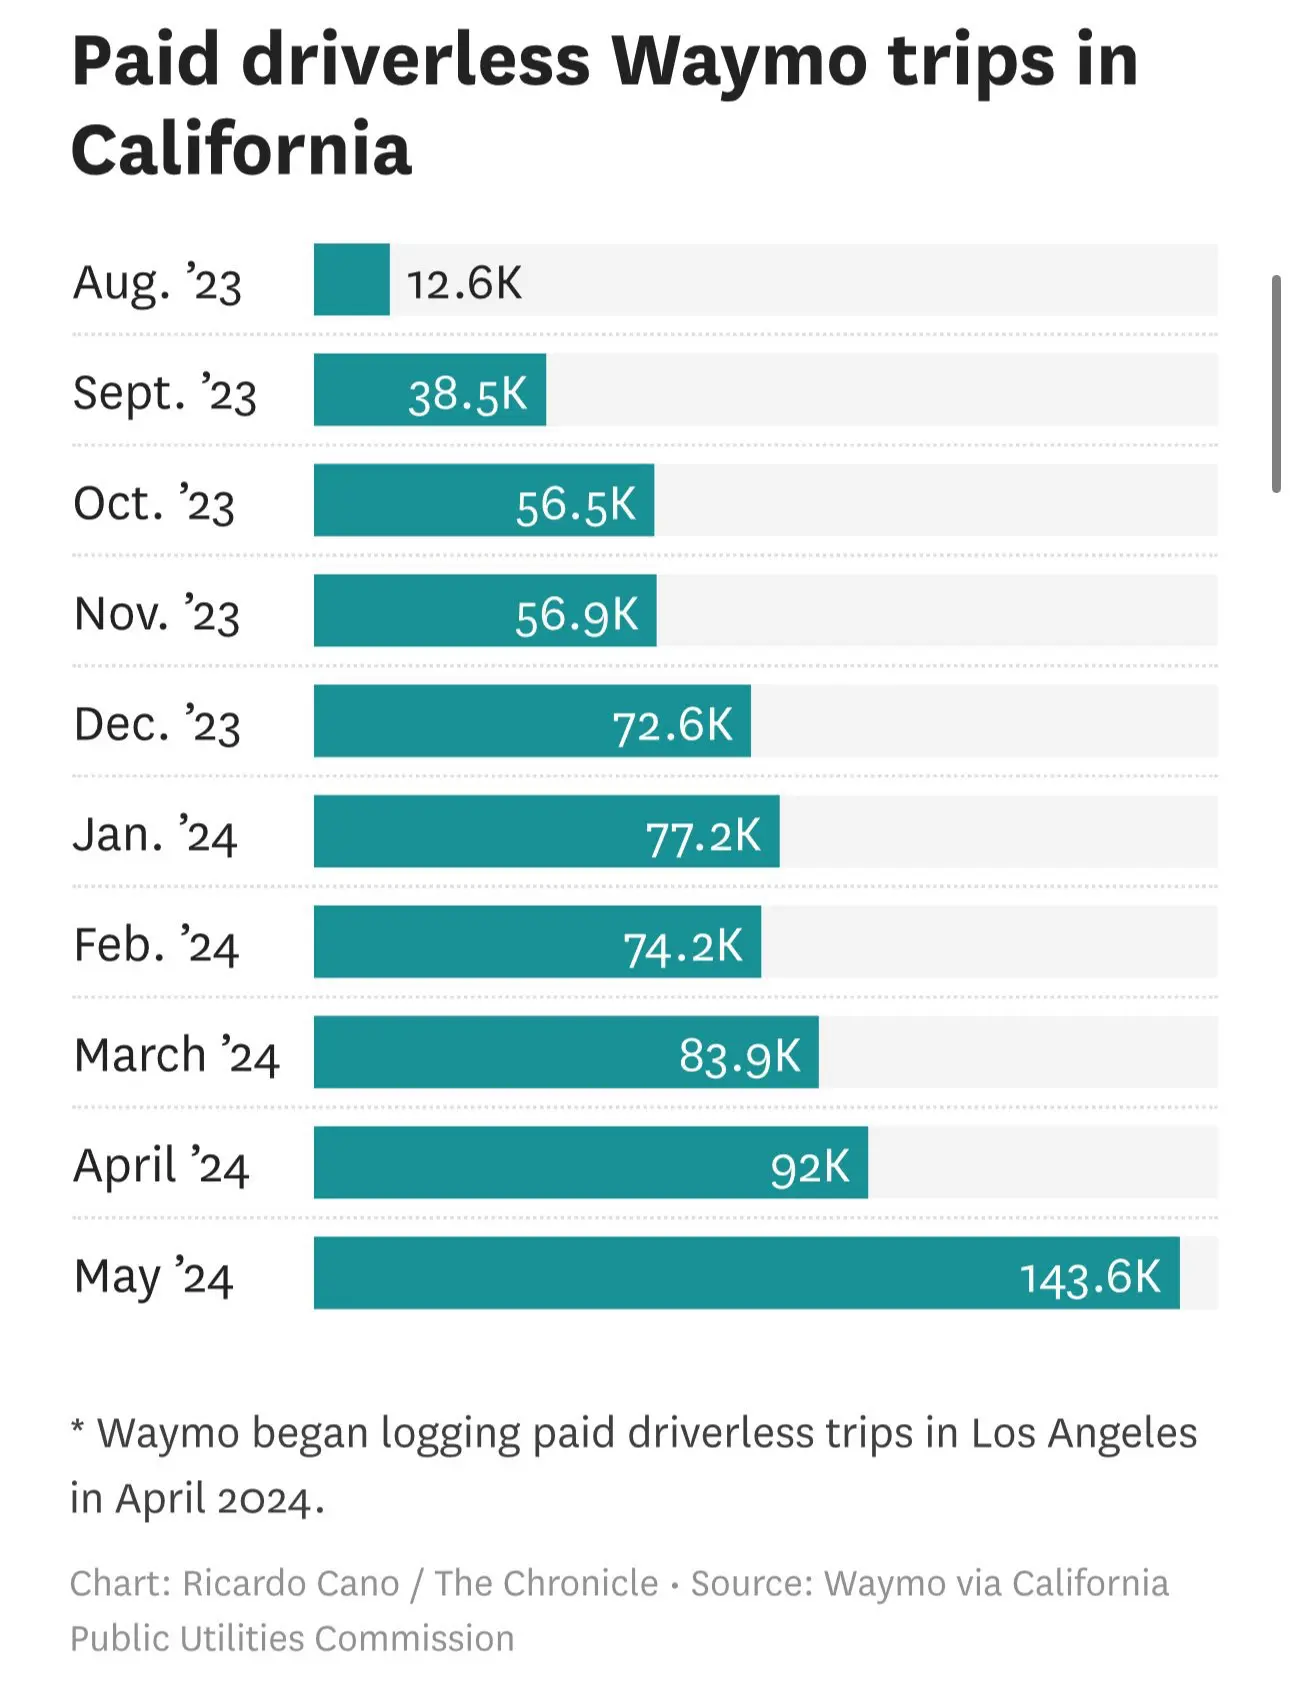 Paid driverless Waymo trips in
California
Aug. ’23 12.6K
Sept. ’23 38.5K
Oct. ’23 56.5K
Nov. ’23 56.9K
Dec. ’23 72.6K
Jan. ’24 77.2K
Feb. ’24 74.2K
March ’24 83.9K
April ’24 92K
May ’24 143.6K
* Waymo began logging paid driverless trips in Los Angeles
in April 2024.
Chart: Ricardo Cano / The Chronicle • Source: Waymo via California
Public Utilities Commission